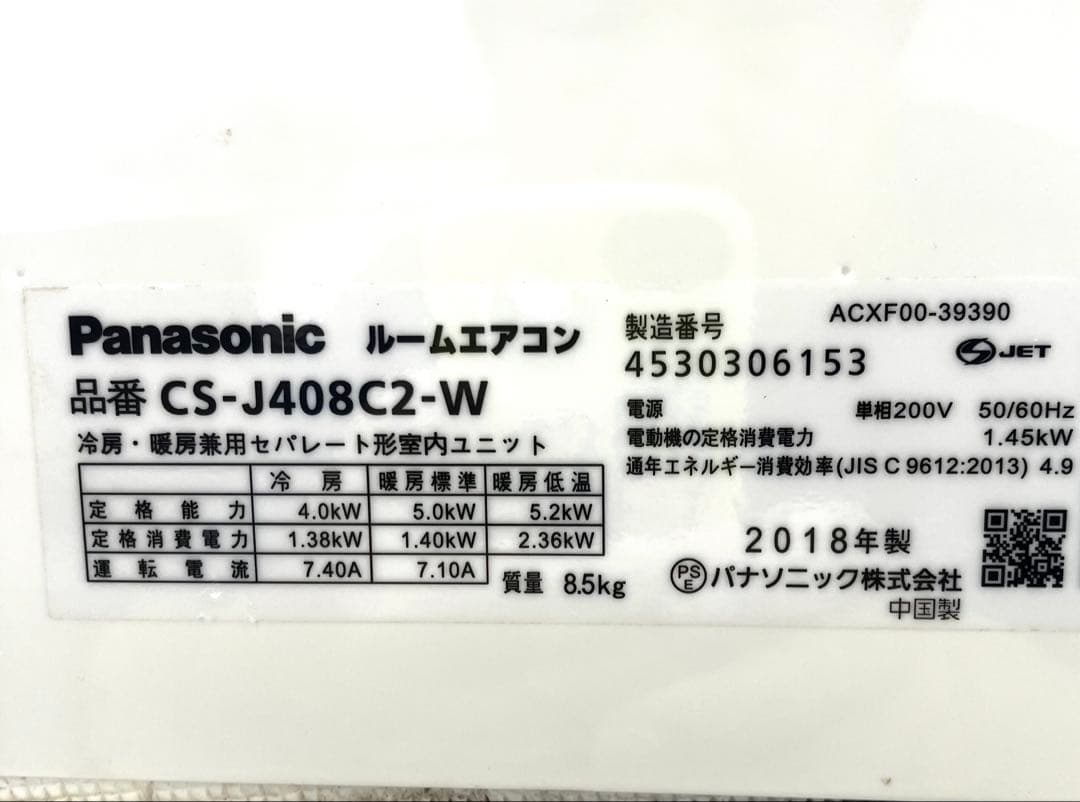 Panasonic ルームエアコン
品番 CS-J408C2-W
冷房・暖房兼用セパレート形室内ユニット
冷房 暖房標準 暖房低温
定格能力 4.0kW 5.0kW 5.2kW
定格消費電力 1.38kW 1.40kW 2.36kW
運転電流 7.40A 7.10A
質量 8.5kg
ACXF00-39390
製造番号
4530306153
JET
電源 単相200V 50/60Hz
電動機の定格消費電力 1.45kW
通年エネルギー消費効率(JIS C 9612:2013) 4.9
2018年製
PSE パナソニック株式会社
中国製